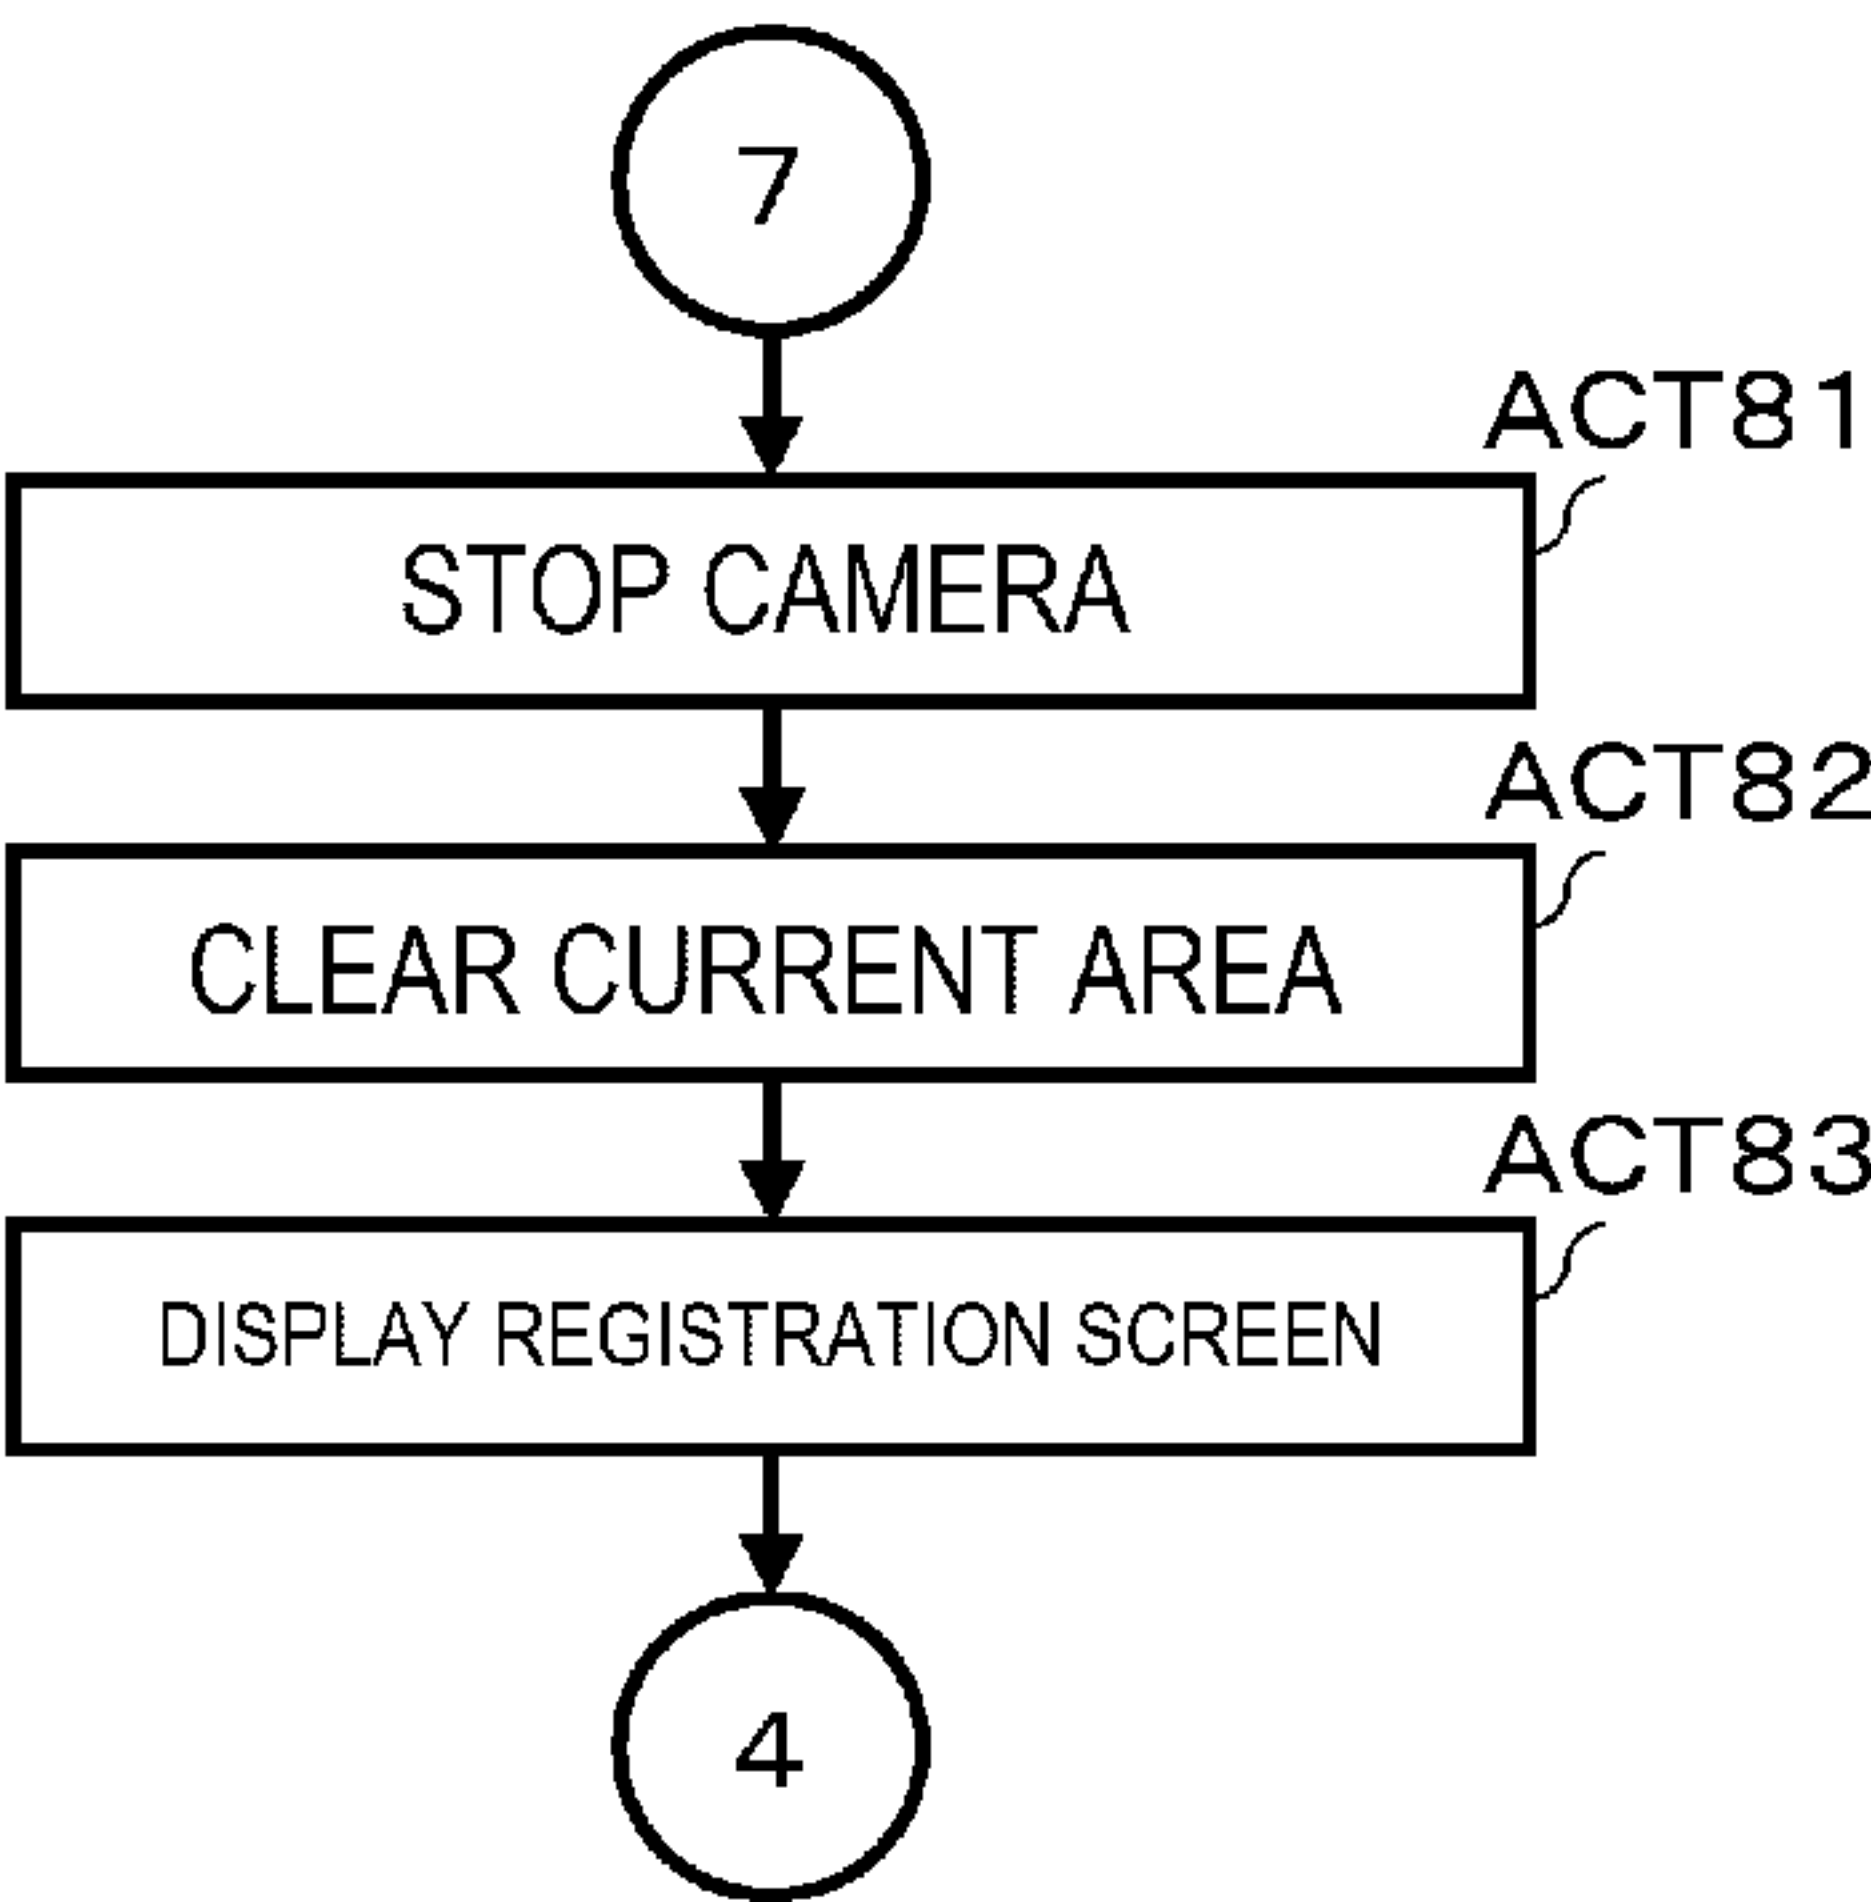 7
ACT81
STOP CAMERA
ACT82
CLEAR CURRENT AREA
ACT83
DISPLAY REGISTRATION SCREEN
4